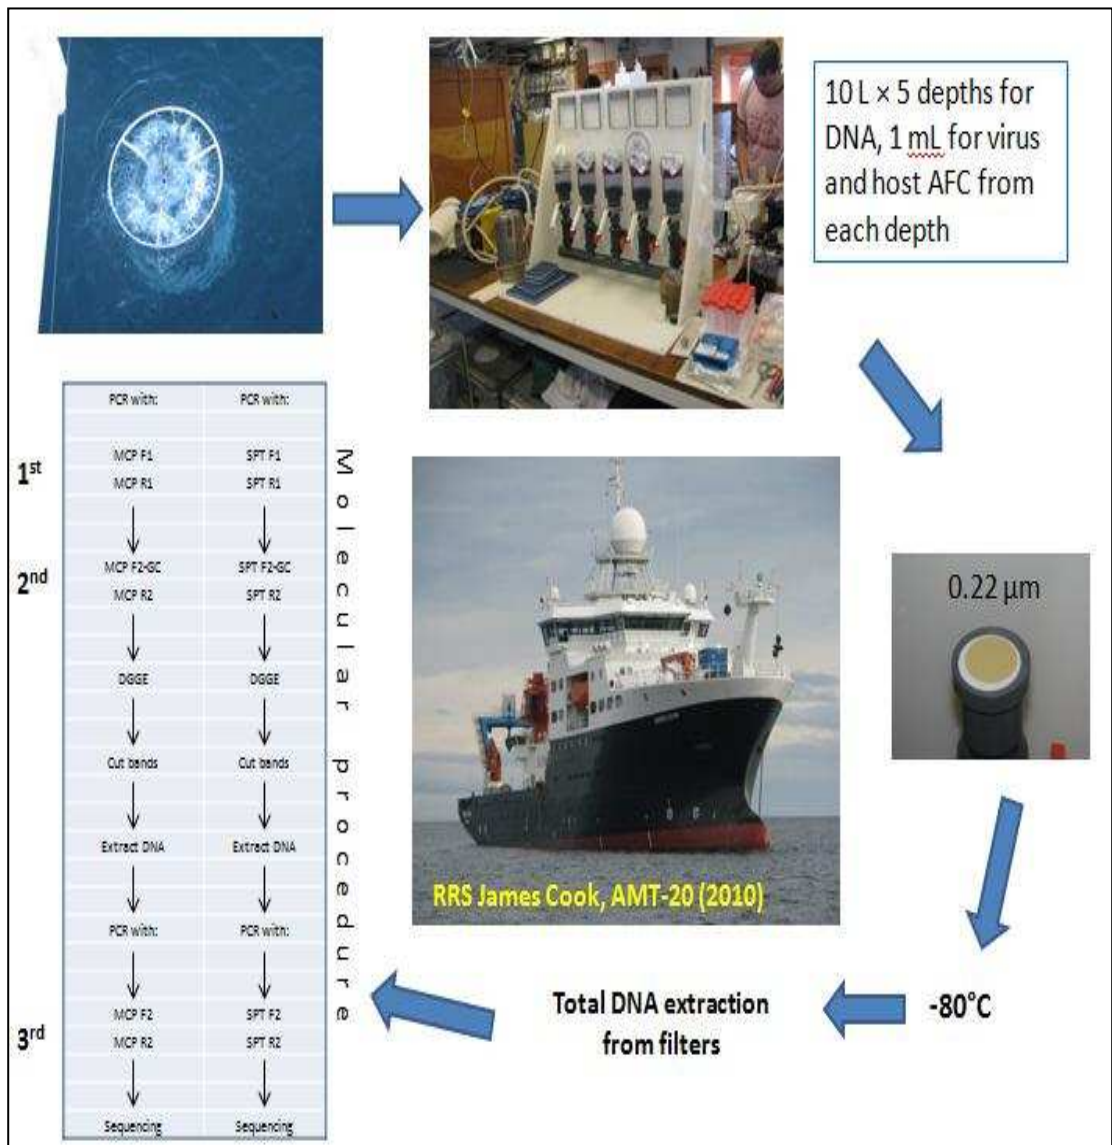 10 L × 5 depths for
DNA, 1 mL for virus
and host AFC from
each depth
0.22 µm
-80°C
Total DNA extraction
from filters
RRS James Cook, AMT-20 (2010)
Molecular procedure
PCR with: PCR with:
1st
MCP F1 SPT F1
MCP R1 SPT R1
2nd
MCP F2-GC SPT F2-GC
MCP R2 SPT R2
DGGE DGGE
Cut bands Cut bands
Extract DNA Extract DNA
PCR with: PCR with:
3rd
MCP F2 SPT F2
MCP R2 SPT R2
Sequencing Sequencing